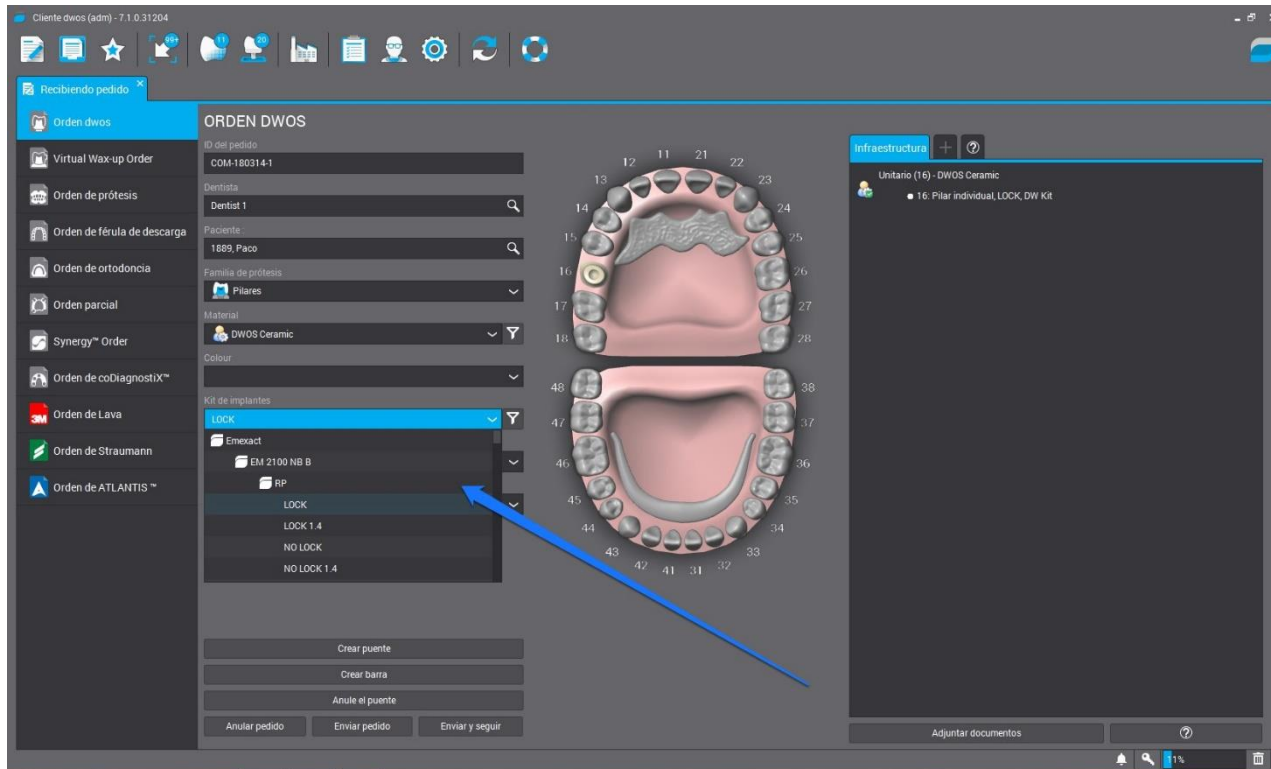 Cliente dwos (adm) - 7.1.0.31204
99+
11
20
Recibiendo pedido
Orden dwos
Virtual Wax-up Order
Orden de prótesis
Orden de férula de descarga
Orden de ortodoncia
Orden parcial
Synergy™ Order
Orden de coDiagnostiX™
3M
Orden de Lava
Orden de Straumann
Orden de ATLANTIS ™
ORDEN DWOS
ID del pedido
COM-180314-1
Dentista
Dentist 1
Paciente :
1889, Paco
Familia de prótesis
Pilares
Material
DWOS Ceramic
Colour
Kit de implantes
LOCK
Emexact
EM 2100 NB B
RP
LOCK
LOCK 1.4
NO LOCK
NO LOCK 1.4
Crear puente
Crear barra
Anule el puente
Anular pedido Enviar pedido Enviar y seguir
12 11 21 22
13 23
14 24
15 25
16 26
17 27
18 28
48 38
47 37
46 36
45 35
44 34
43 33
42 41 31 32
Infraestructura + ?
Unitario (16) - DWOS Ceramic
16: Pilar individual, LOCK, DW Kit
Adjuntar documentos ?
11%